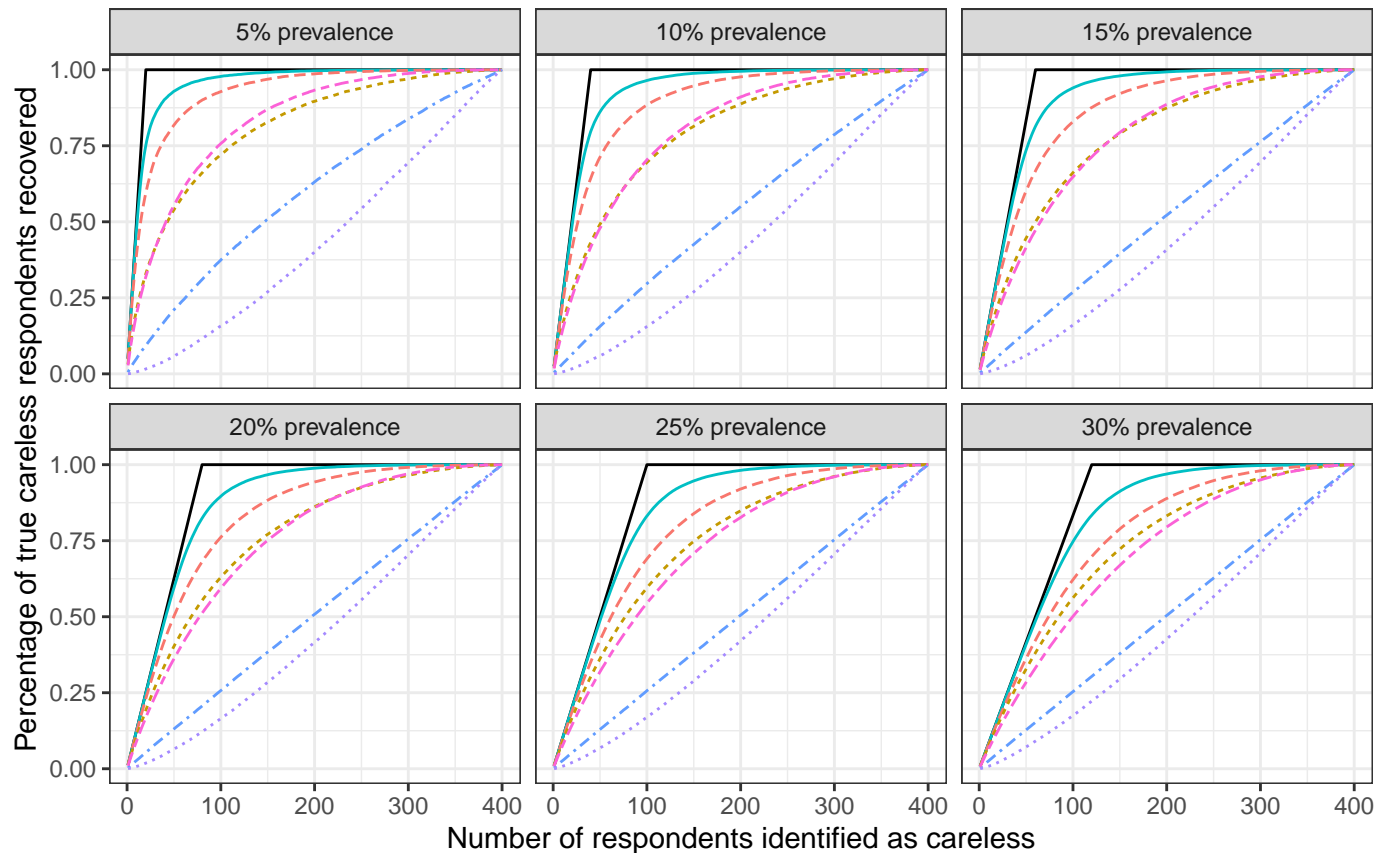 5% prevalence
10% prevalence
15% prevalence
1.00
0.75
0.50
0.25
0.00
20% prevalence
25% prevalence
30% prevalence
1.00
0.75
0.50
0.25
0.00
0 100 200 300 400
0 100 200 300 400
0 100 200 300 400
Number of respondents identified as careless
Percentage of true careless respondents recovered